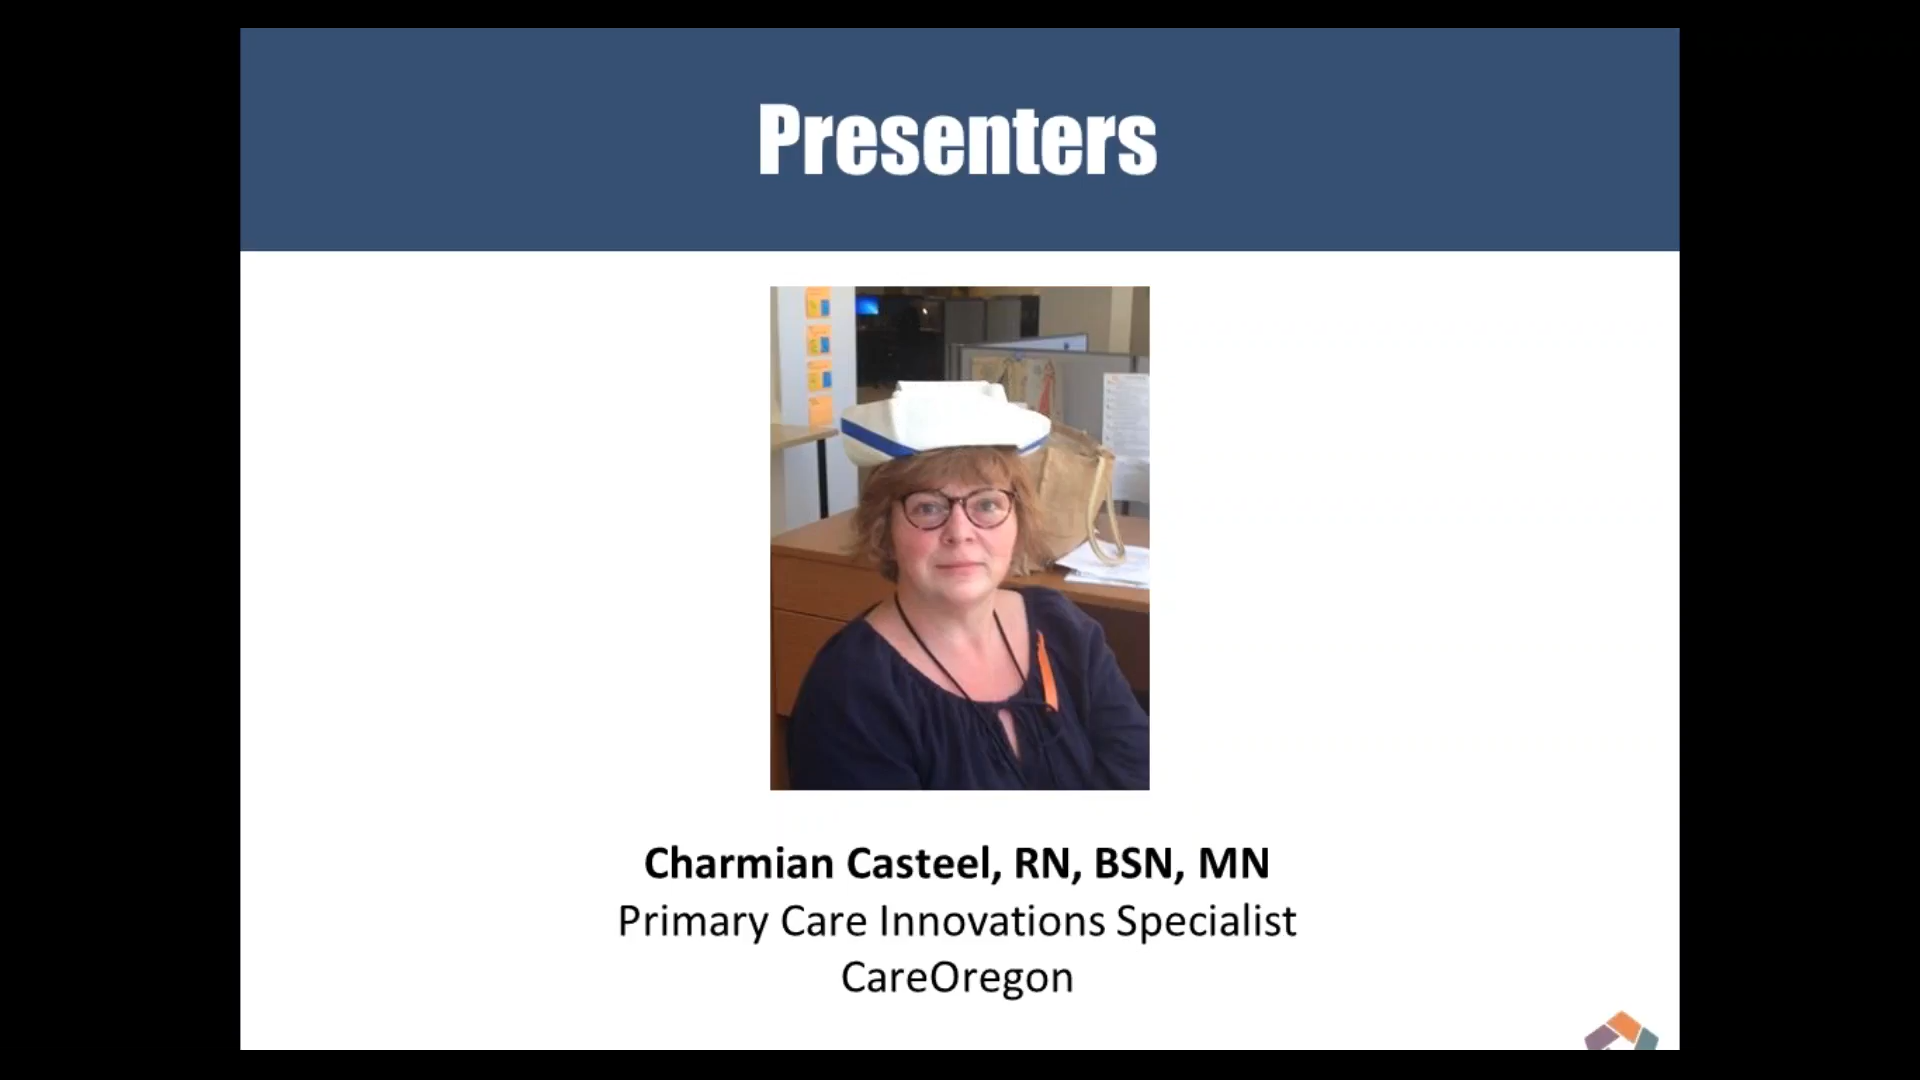 Presenters
Charmian Casteel, RN, BSN, MN
Primary Care Innovations Specialist
CareOregon